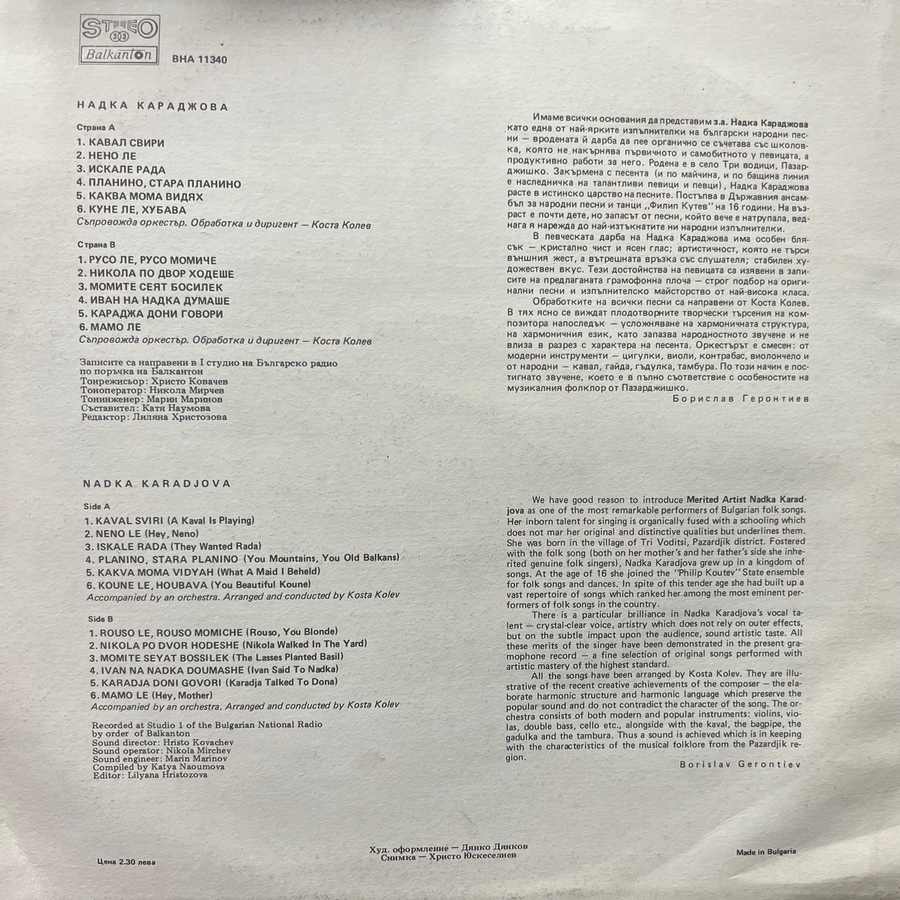 STEREO
33
Balkanton
ВНА 11340
НАДКА КАРАДЖОВА
Страна А
1. КАВАЛ СВИРИ
2. НЕНО ЛЕ
3. ИСКАЛЕ РАДА
4. ПЛАНИНО, СТАРА ПЛАНИНО
5. КАКВА МОМА ВИДЯХ
6. КУНЕ ЛЕ, ХУБАВА
Съпровожда оркестър. Обработка и диригент – Коста Колев
Страна В
1. РУСО ЛЕ, РУСО МОМИЧЕ
2. НИКОЛА ПО ДВОР ХОДЕШЕ
3. МОМИТЕ СЕЯТ БОСИЛЕК
4. ИВАН НА НАДКА ДУМАШЕ
5. КАРАДЖА ДОНИ ГОВОРИ
6. МАМО ЛЕ
Съпровожда оркестър. Обработка и диригент – Коста Колев
Записите са направени в I студио на Българско радио
по поръчка на Балкантон
Тонрежисьор: Христо Ковачев
Тоноператор: Никола Мирчев
Тонинженер: Марин Маринов
Съставител: Катя Наумова
Редактор: Лиляна Христозова
Имаме всички основания да представим з.а. Надка Караджова
като една от най-ярките изпълнителки на български народни пес-
ни – вродената й дарба да пее органично се съчетава със школов-
ка, която не накърнява първичното и самобитното у певицата, а
продуктивно работи за него. Родена е в село Три водици, Пазар-
джишко. Закърмена с песента (и по майчина, и по бащина линия
е наследничка на талантливи певици и певци), Надка Караджова
расте в истинско царство на песните. Постъпва в Държавния ансам-
бъл за народни песни и танци „Филип Кутев" на 16 години. На въз-
раст е почти дете, но запасът от песни, който вече е натрупала, вед-
нага я нарежда до най-изтъкнатите ни народни изпълнителки.
В певческата дарба на Надка Караджова има особен бля-
сък – кристално чист и ясен глас; артистичност, която не търси
външния жест, а вътрешната връзка със слушателя; стабилен ху-
дожествен вкус. Тези достойнства на певицата са изявени в запи-
сите на предлаганата грамофонна плоча – строг подбор на ориги-
нални песни и изпълнителско майсторство от най-висока класа.
Обработките на всички песни са направени от Коста Колев.
В тях ясно се виждат плодотворните творчески търсения на ком-
позитора напоследък – усложняване на хармоничната структура,
на хармоничния език, като запазва народностното звучене и не
влиза в разрез с характера на песента. Оркестърът е смесен: от
модерни инструменти – цигулки, виоли, контрабас, виолончело и
от народни – кавал, гайда, гъдулка, тамбура. По този начин е пос-
тигнато звучене, което е в пълно съответствие с особеностите на
музикалния фолклор от Пазарджишко.
Борислав Геронтиев
NADKA KARADJOVA
Side A
1. KAVAL SVIRI (A Kaval Is Playing)
2. NENO LE (Hey, Neno)
3. ISKALE RADA (They Wanted Rada)
4. PLANINO, STARA PLANINO (You Mountains, You Old Balkans)
5. KAKVA MOMA VIDYAH (What A Maid I Beheld)
6. KOUNE LE, HOUBAVA (You Beautiful Koune)
Accompanied by an orchestra. Arranged and conducted by Kosta Kolev
Side B
1. ROUSO LE, ROUSO MOMICHE (Rouso, You Blonde)
2. NIKOLA PO DVOR HODESHE (Nikola Walked In The Yard)
3. MOMITE SEYAT BOSSILEK (The Lasses Planted Basil)
4. IVAN NA NADKA DOUMASHE (Ivan Said To Nadka)
5. KARADJA DONI GOVORI (Karadja Talked To Dona)
6. MAMO LE (Hey, Mother)
Accompanied by an orchestra. Arranged and conducted by Kosta Kolev
Recorded at Studio 1 of the Bulgarian National Radio
by order of Balkanton
Sound director: Hristo Kovachev
Sound operator: Nikola Mirchev
Sound engineer: Marin Marinov
Compiled by Katya Naoumova
Editor: Lilyana Hristozova
We have good reason to introduce Merited Artist Nadka Karad-
jova as one of the most remarkable performers of Bulgarian folk songs.
Her inborn talent for singing is organically fused with a schooling which
does not mar her original and distinctive qualities but underlines them.
She was born in the village of Tri Voditsi, Pazardjik district. Fostered
with the folk song (both on her mother's and her father's side she inhe-
rited genuine folk singers), Nadka Karadjova grew up in a kingdom of
songs. At the age of 16 she joined the "Philip Koutev" State ensemble
for folk songs and dances. In spite of this tender age she had built up a
vast repertoire of songs which ranked her among the most eminent per-
formers of folk songs in the country.
There is a particular brilliance in Nadka Karadjova's vocal ta-
lent – crystal-clear voice, artistry which does not rely on outer effects,
but on the subtle impact upon the audience, sound artistic taste. All
these merits of the singer have been demonstrated in the present gra-
mophone record – a fine selection of original songs performed with
artistic mastery of the highest standard.
All the songs have been arranged by Kosta Kolev. They are illu-
strative of the recent creative achievements of the composer – the ela-
borate harmonic structure and harmonic language which preserve the
popular sound and do not contradict the character of the song. The or-
chestra consists of both modern and popular instruments: violins, vio-
las, double bass, cello etc., alongside with the kaval, the bagpipe, the
gadulka and the tambura. Thus a sound is achieved which is in keeping
with the characteristics of the musical folklore from the Pazardjik re-
gion.
Borislav Gerontiev
Худ. оформление – Динко Динков
Снимка – Христо Юскеселиев
Цена 2.30 лева
Made in Bulgaria